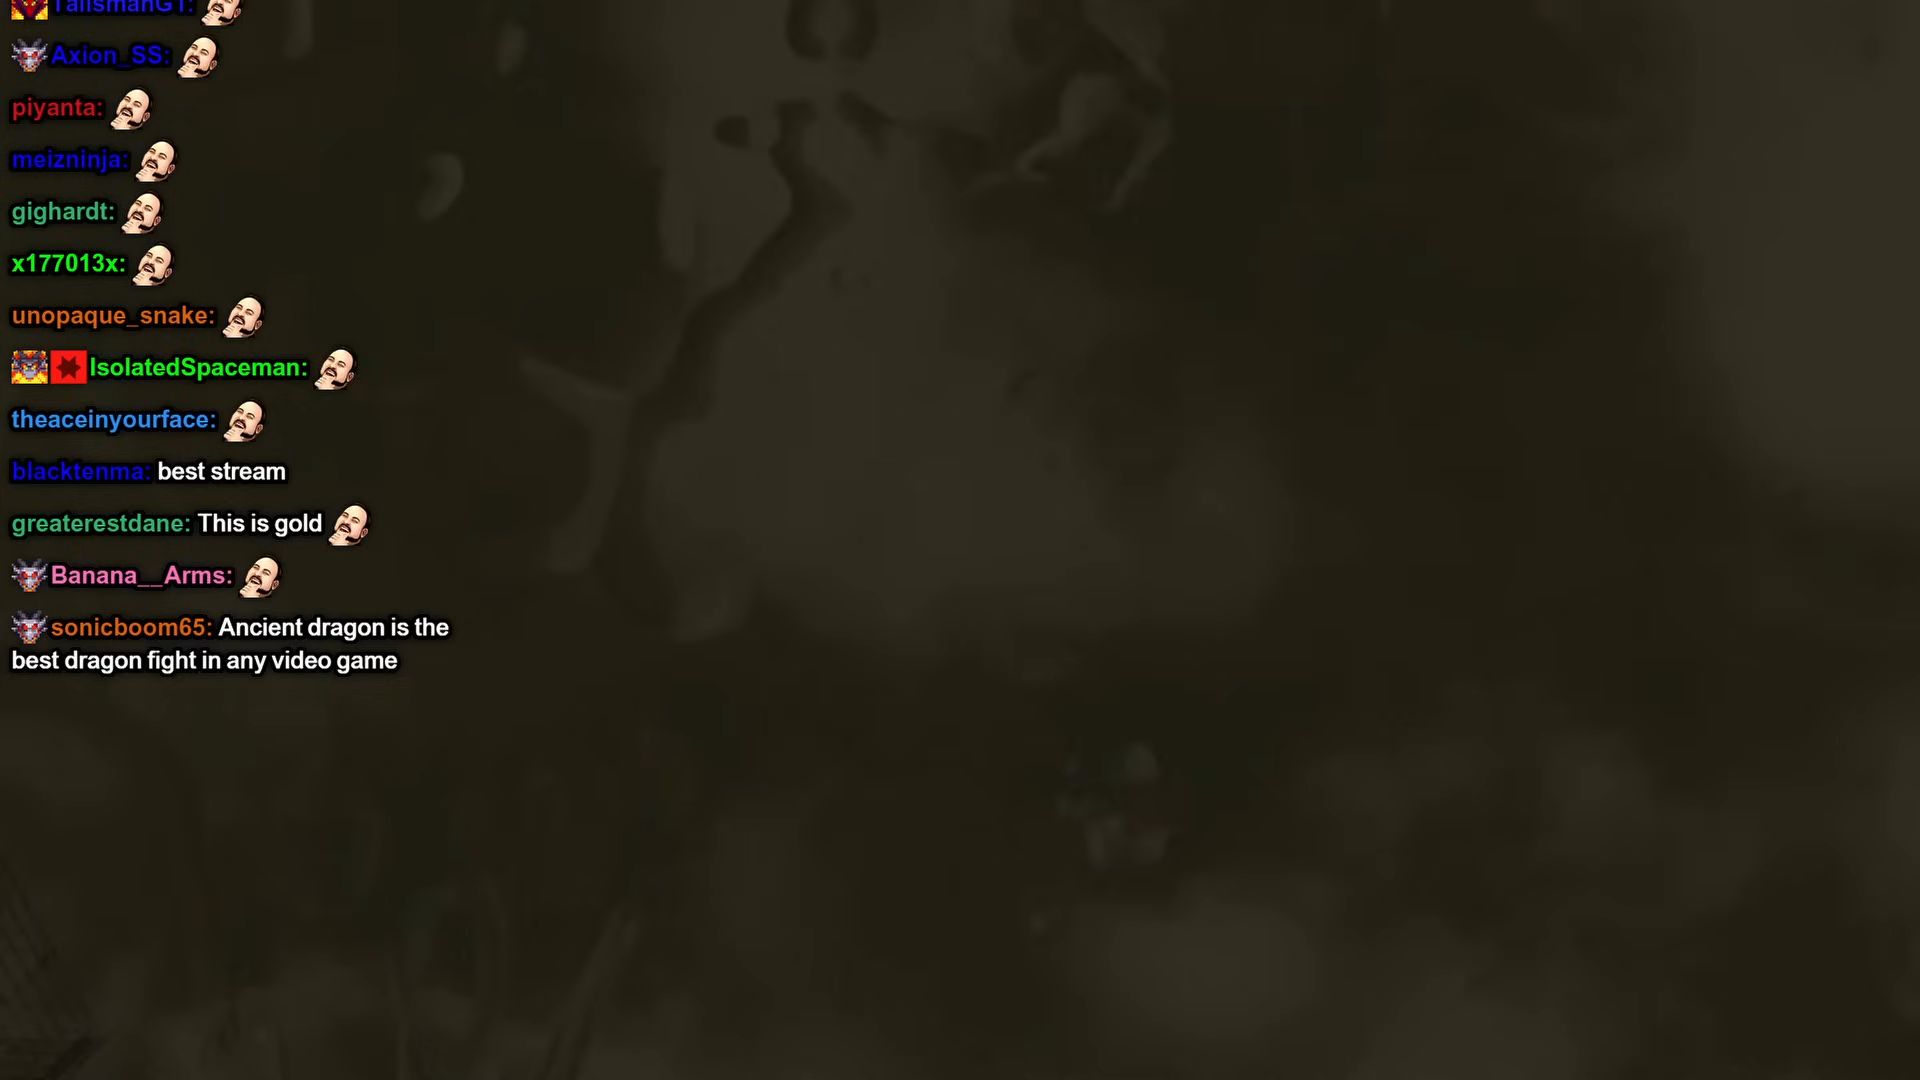 TalismanGT:
Axion_SS:
piyanta:
meizninja:
gighardt:
x177013x:
unopaque_snake:
IsolatedSpaceman:
theaceinyourface:
blacktenma: best stream
greaterestdane: This is gold
Banana__Arms:
sonicboom65: Ancient dragon is the
best dragon fight in any video game